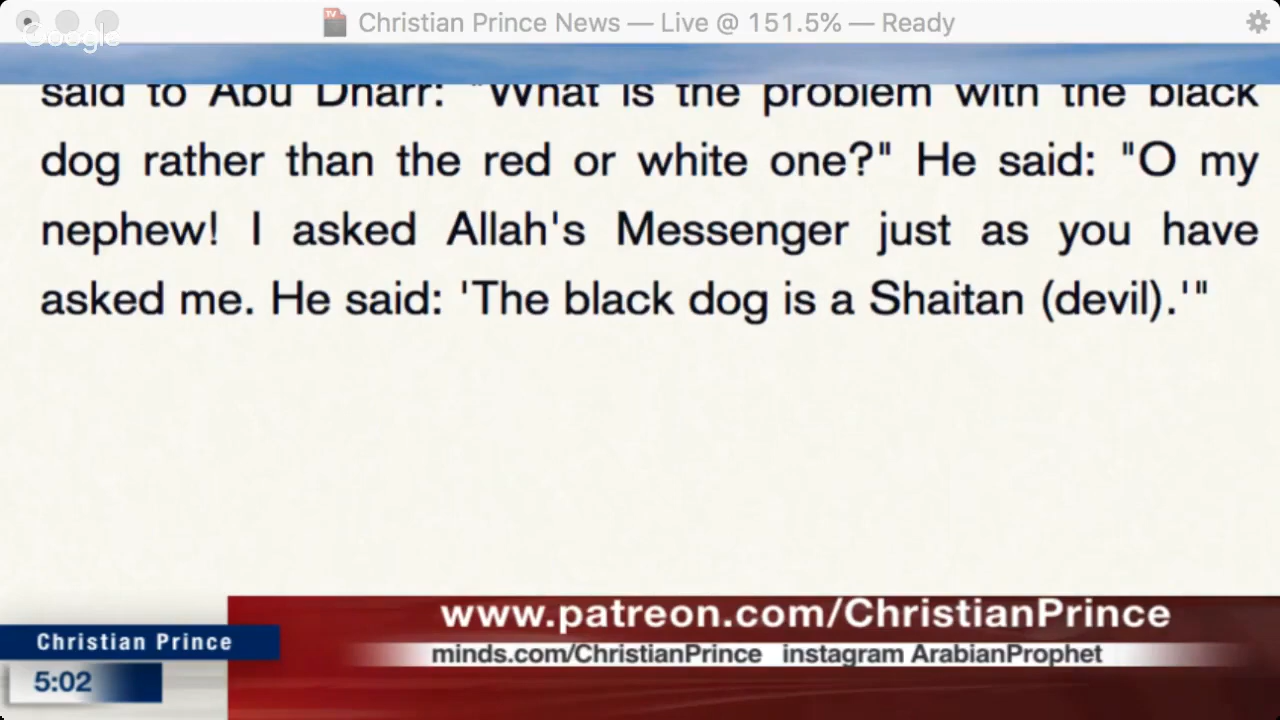 Christian Prince News — Live @ 151.5% — Ready
Google
said to Abu Dharr: "What is the problem with the black
dog rather than the red or white one?" He said: "O my
nephew! I asked Allah's Messenger just as you have
asked me. He said: 'The black dog is a Shaitan (devil).'"
www.patreon.com/ChristianPrince
Christian Prince
minds.com/ChristianPrince instagram ArabianProphet
5:02